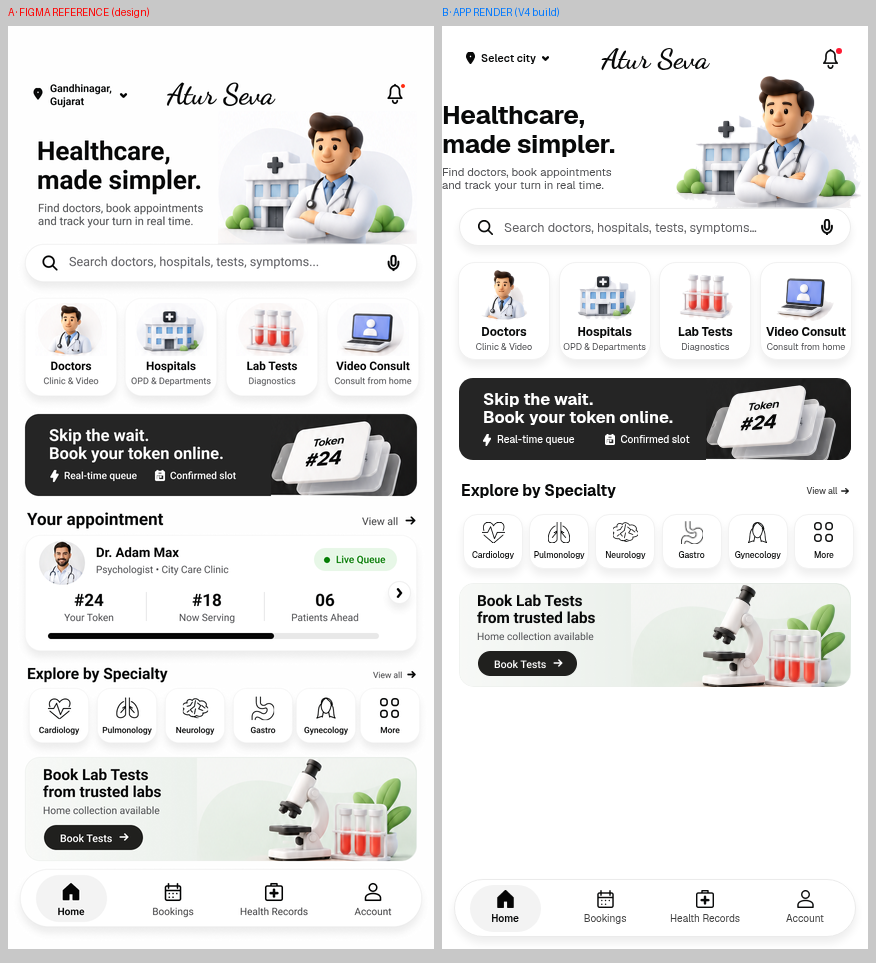 A · FIGMA REFERENCE (design)
Gandhinagar,
Gujarat
Atur Seva
Healthcare,
made simpler.
Find doctors, book appointments
and track your turn in real time.
Search doctors, hospitals, tests, symptoms...
Doctors
Clinic & Video
Hospitals
OPD & Departments
Lab Tests
Diagnostics
Video Consult
Consult from home
Skip the wait.
Book your token online.
Real-time queue
Confirmed slot
Token
#24
Your appointment
View all
Dr. Adam Max
Psychologist • City Care Clinic
Live Queue
#24
Your Token
#18
Now Serving
06
Patients Ahead
Explore by Specialty
View all
Cardiology
Pulmonology
Neurology
Gastro
Gynecology
More
Book Lab Tests
from trusted labs
Home collection available
Book Tests
Home
Bookings
Health Records
Account
B · APP RENDER (V4 build)
Select city
Atur Seva
Healthcare,
made simpler.
Find doctors, book appointments
and track your turn in real time.
Search doctors, hospitals, tests, symptoms…
Doctors
Clinic & Video
Hospitals
OPD & Departments
Lab Tests
Diagnostics
Video Consult
Consult from home
Skip the wait.
Book your token online.
Real-time queue
Confirmed slot
Token
#24
Explore by Specialty
View all
Cardiology
Pulmonology
Neurology
Gastro
Gynecology
More
Book Lab Tests
from trusted labs
Home collection available
Book Tests
Home
Bookings
Health Records
Account